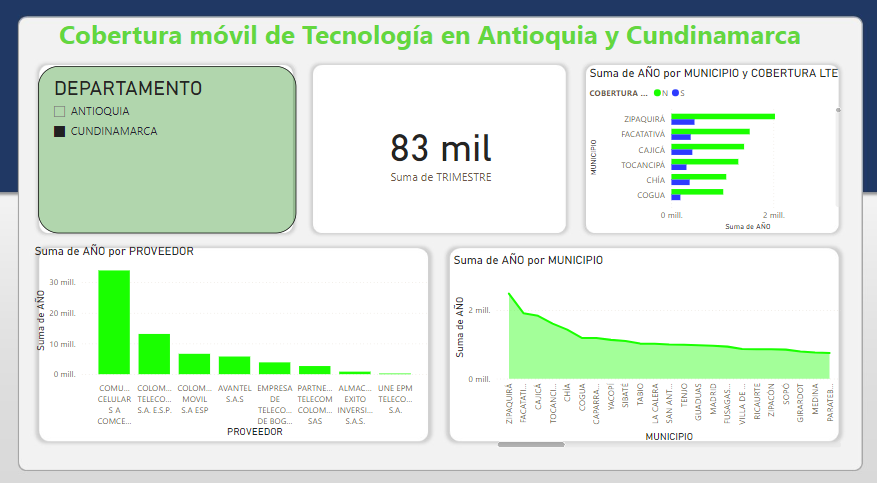 Cobertura móvil de Tecnología en Antioquia y Cundinamarca
DEPARTAMENTO
ANTIOQUIA
CUNDINAMARCA
83 mil
Suma de TRIMESTRE
Suma de AÑO por MUNICIPIO y COBERTURA LTE
COBERTURA ... N S
MUNICIPIO
ZIPAQUIRÁ
FACATATIVÁ
CAJICÁ
TOCANCIPÁ
CHÍA
COGUA
0 mill. 2 mill.
Suma de AÑO
Suma de AÑO por PROVEEDOR
Suma de AÑO
30 mill.
20 mill.
10 mill.
0 mill.
COMU... COLOM... COLOM... AVANTEL EMPRESA PARTNE... ALMAC... UNE EPM
CELULAR TELECO... MOVIL S.A.S DE TELECOM EXITO TELECO...
S A S.A. E.S.P. S.A ESP TELECO... COLOM... INVERSI... S.A.
COMCE... DE BOG... SAS S.A.S.
PROVEEDOR
Suma de AÑO por MUNICIPIO
Suma de AÑO
2 mill.
0 mill.
ZIPAQUIRÁ
FACATATI...
CAJICÁ
TOCANCI...
CHÍA
COGUA
CAPARRA...
YACOPÍ
SIBATÉ
TABIO
LA CALERA
SAN ANT...
TENJO
GUADUAS
MADRID
FUSAGAS...
VILLA DE ...
RICAURTE
ZIPACÓN
SOPÓ
GIRARDOT
MEDINA
PARATEB...
MUNICIPIO